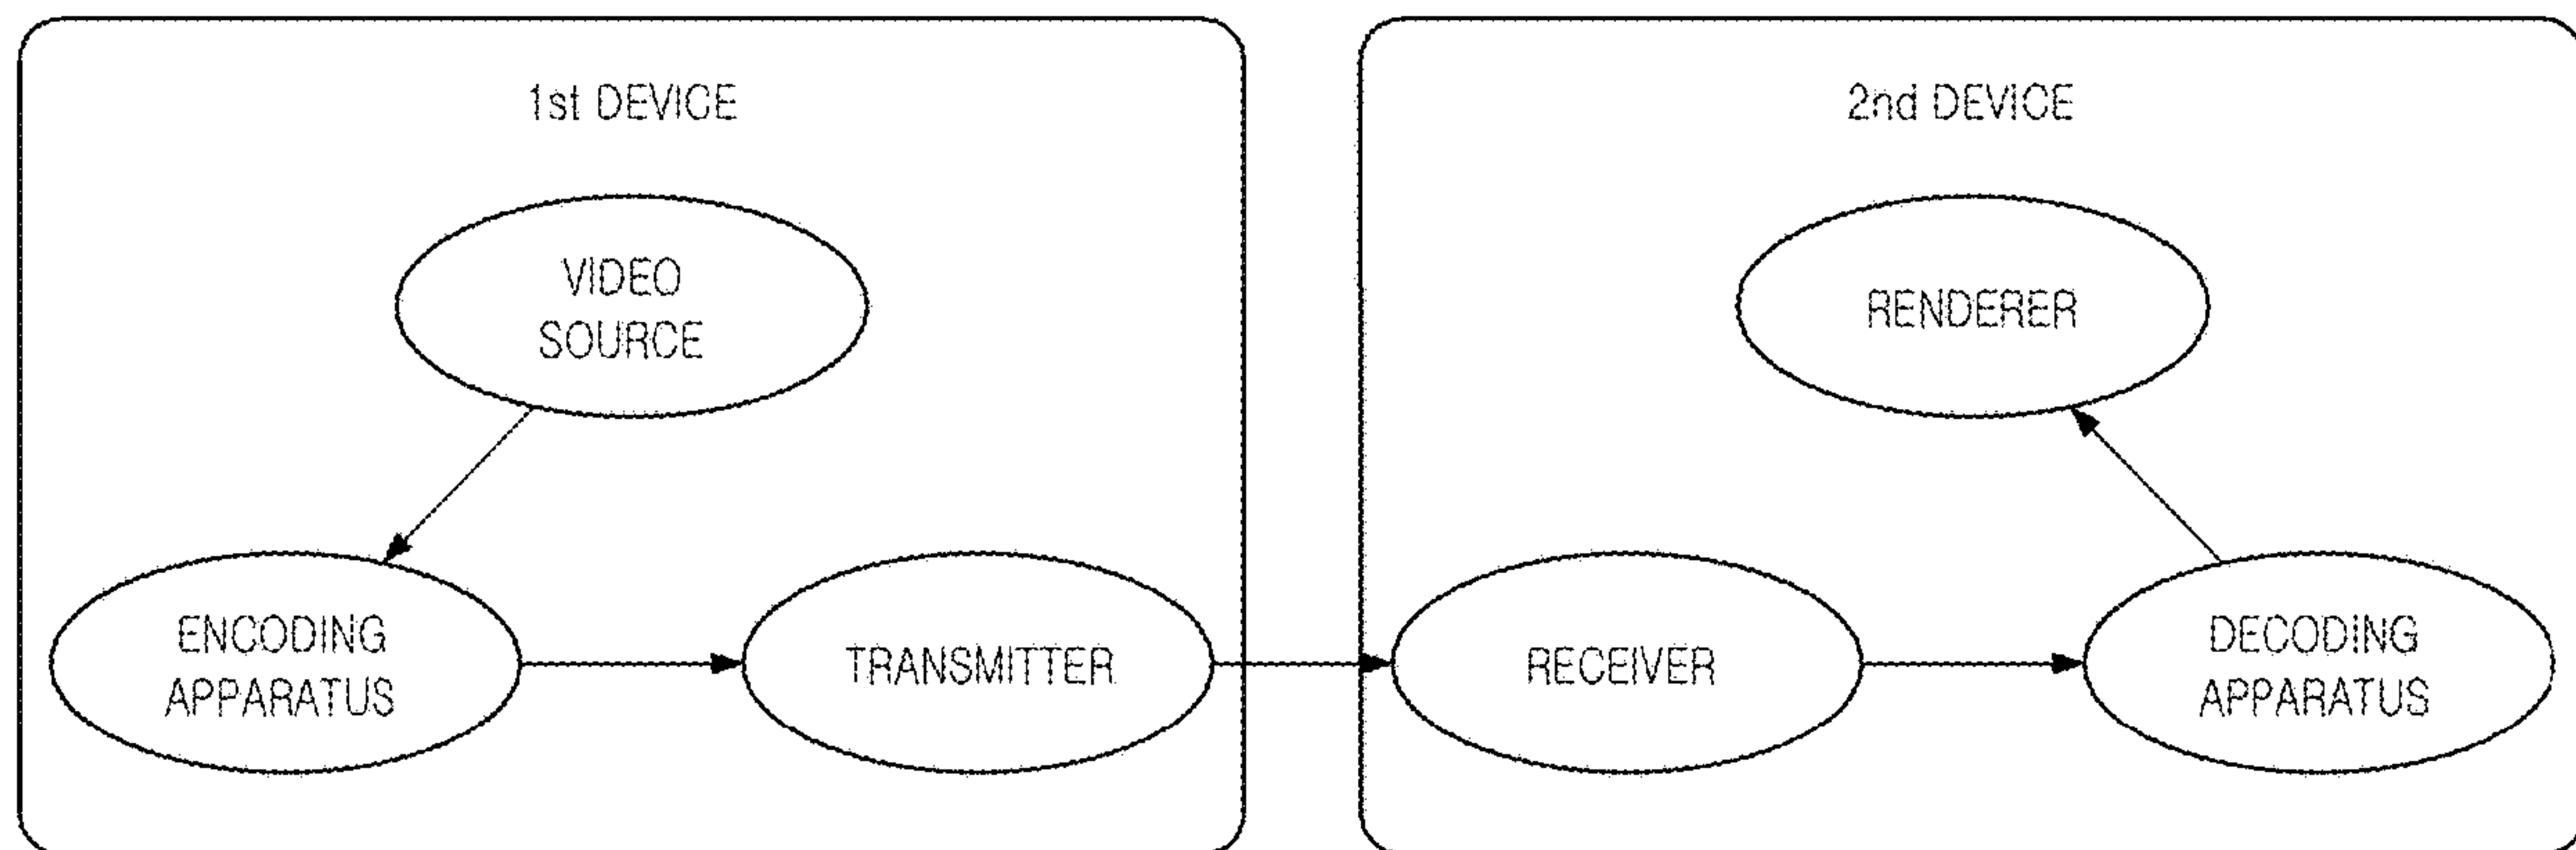 1st DEVICE
VIDEO
SOURCE
ENCODING
APPARATUS
TRANSMITTER
2nd DEVICE
RENDERER
RECEIVER
DECODING
APPARATUS